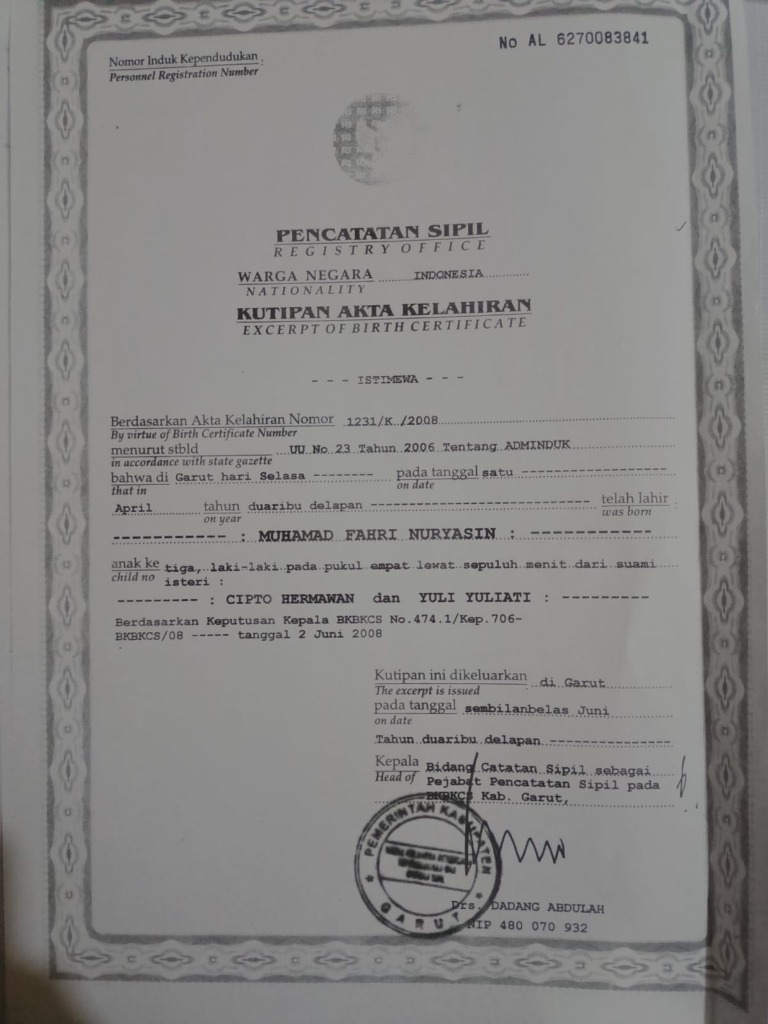 No AL 6270083841
Nomor Induk Kependudukan :
Personnel Registration Number
PENCATATAN SIPIL
REGISTRY OFFICE
WARGA NEGARA INDONESIA
NATIONALITY
KUTIPAN AKTA KELAHIRAN
EXCERPT OF BIRTH CERTIFICATE
- - - ISTIMEWA - - -
Berdasarkan Akta Kelahiran Nomor 1231/K /2008
By virtue of Birth Certificate Number
menurut stbld UU No 23 Tahun 2006 Tentang ADMINDUK
in accordance with state gazette
bahwa di Garut hari Selasa -------- pada tanggal satu -------------------
that in on date
April tahun duaribu delapan -------------------------------- telah lahir
on year was born
----------- : MUHAMAD FAHRI NURYASIN : -----------
anak ke tiga, laki-laki pada pukul empat lewat sepuluh menit dari suami
child no isteri :
--------- : CIPTO HERMAWAN dan YULI YULIATI : ---------
Berdasarkan Keputusan Kepala BKBKCS No.474.1/Kep.706-
BKBKCS/08 ----- tanggal 2 Juni 2008
Kutipan ini dikeluarkan di Garut
The excerpt is issued
pada tanggal sembilanbelas Juni
on date
Tahun duaribu delapan ----------------
Kepala Bidang Catatan Sipil sebagai
Head of Pejabat Pencatatan Sipil pada
BKBKCS Kab. Garut,
PEMERINTAH KABUPATEN
GARUT
Drs. DADANG ABDULAH
NIP 480 070 932